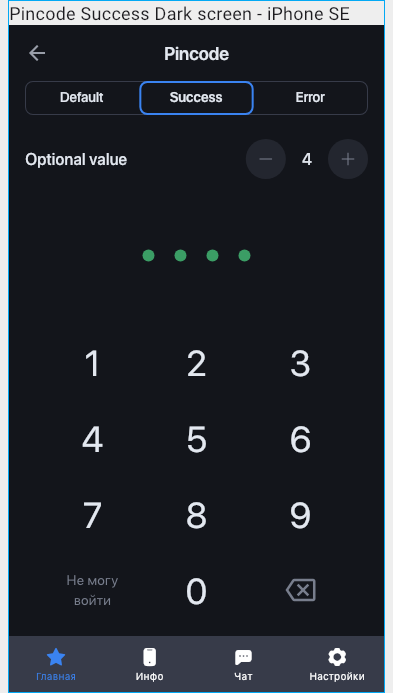 Pincode Success Dark screen - iPhone SE
Pincode
Default Success Error
Optional value 4
1 2 3
4 5 6
7 8 9
Не могу
войти
0
Главная Инфо Чат Настройки